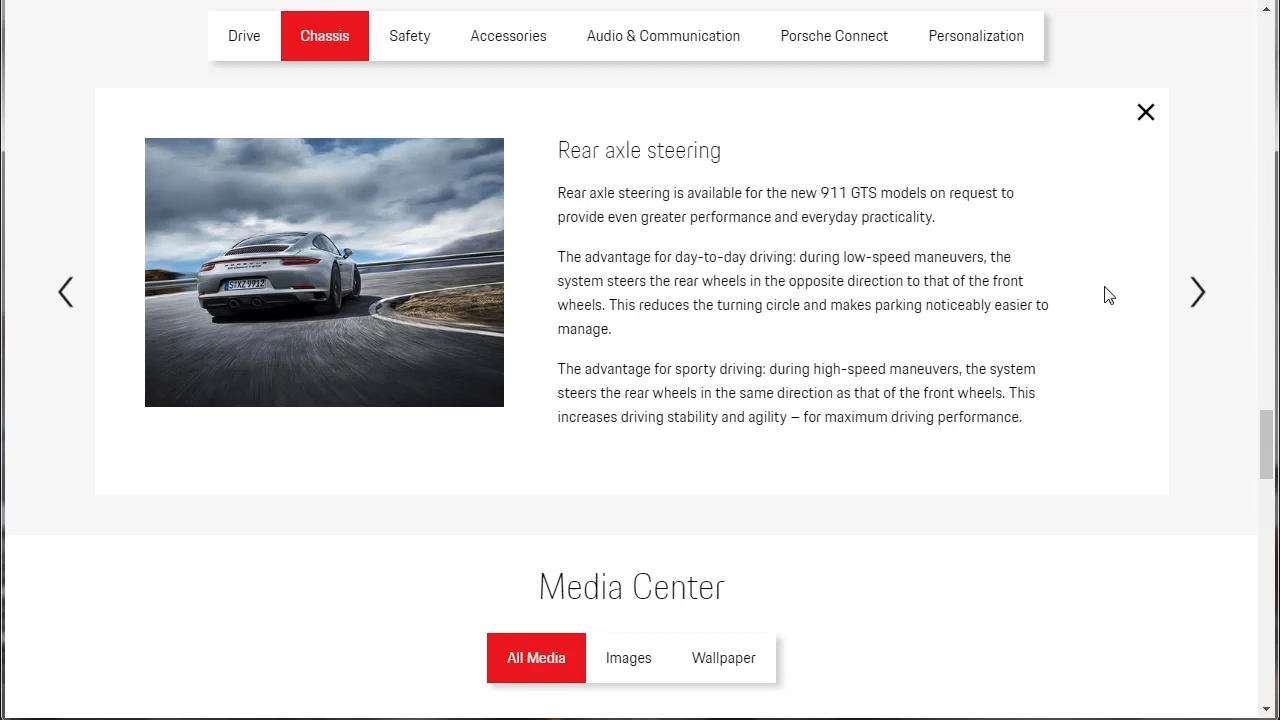 Drive Chassis Safety Accessories Audio & Communication Porsche Connect Personalization
Rear axle steering
Rear axle steering is available for the new 911 GTS models on request to
provide even greater performance and everyday practicality.
The advantage for day-to-day driving: during low-speed maneuvers, the
system steers the rear wheels in the opposite direction to that of the front
wheels. This reduces the turning circle and makes parking noticeably easier to
manage.
The advantage for sporty driving: during high-speed maneuvers, the system
steers the rear wheels in the same direction as that of the front wheels. This
increases driving stability and agility – for maximum driving performance.
PORSCHE
S:XZ 9912
Media Center
All Media Images Wallpaper